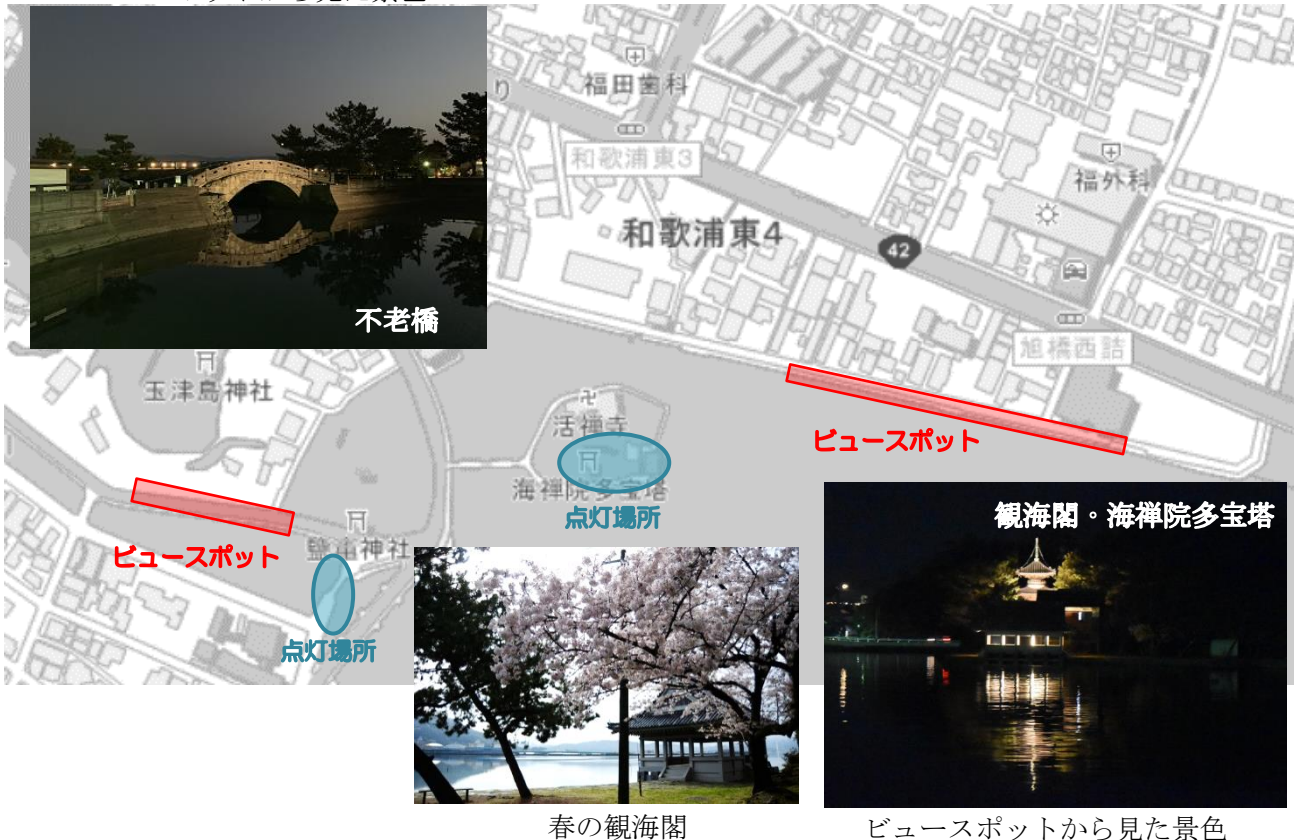 不老橋
り
福田歯科
和歌浦東3
福外科
和歌浦東4
42
旭橋西詰
玉津島神社
活禅寺
海禅院多宝塔
点灯場所
ビュースポット
ビュースポット
鹽竈神社
点灯場所
観海閣・海禅院多宝塔
春の観海閣
ビュースポットから見た景色